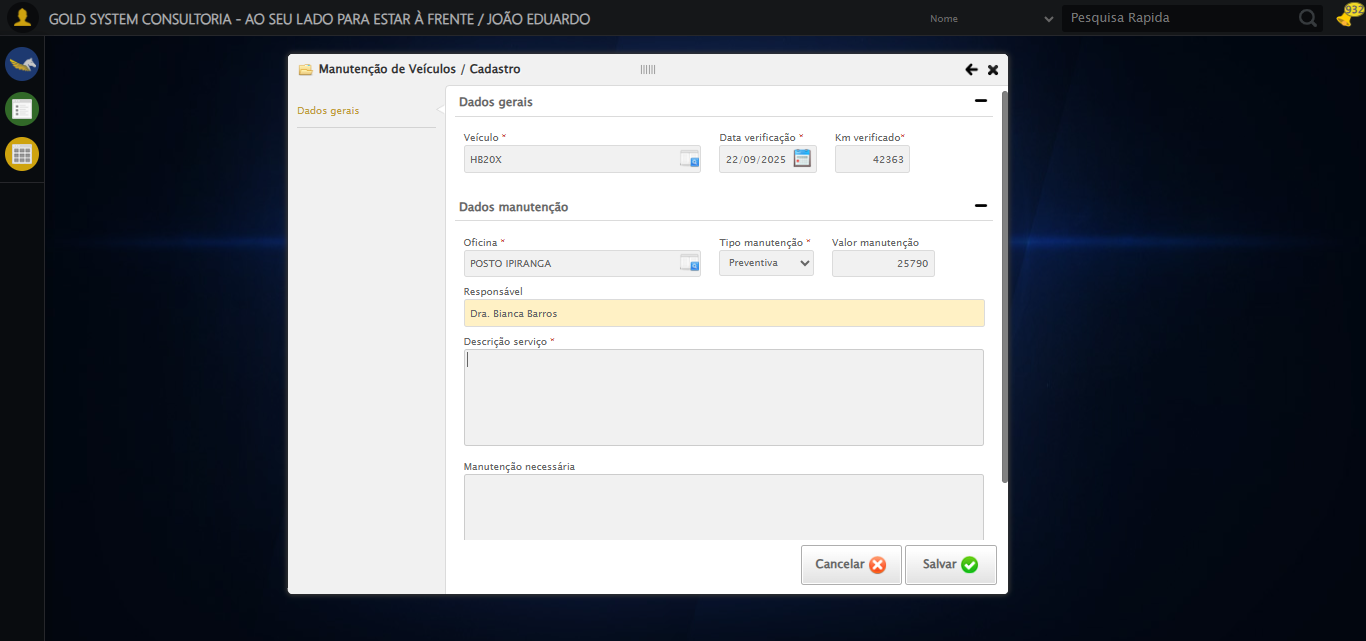 GOLD SYSTEM CONSULTORIA - AO SEU LADO PARA ESTAR À FRENTE / JOÃO EDUARDO
Nome
Pesquisa Rapida
932
Manutenção de Veículos / Cadastro
Dados gerais
Dados gerais
Veículo * Data verificação * Km verificado*
HB20X 22/09/2025 42363
Dados manutenção
Oficina * Tipo manutenção * Valor manutenção
POSTO IPIRANGA Preventiva 25790
Responsável
Dra. Bianca Barros
Descrição serviço *
Manutenção necessária
Cancelar Salvar